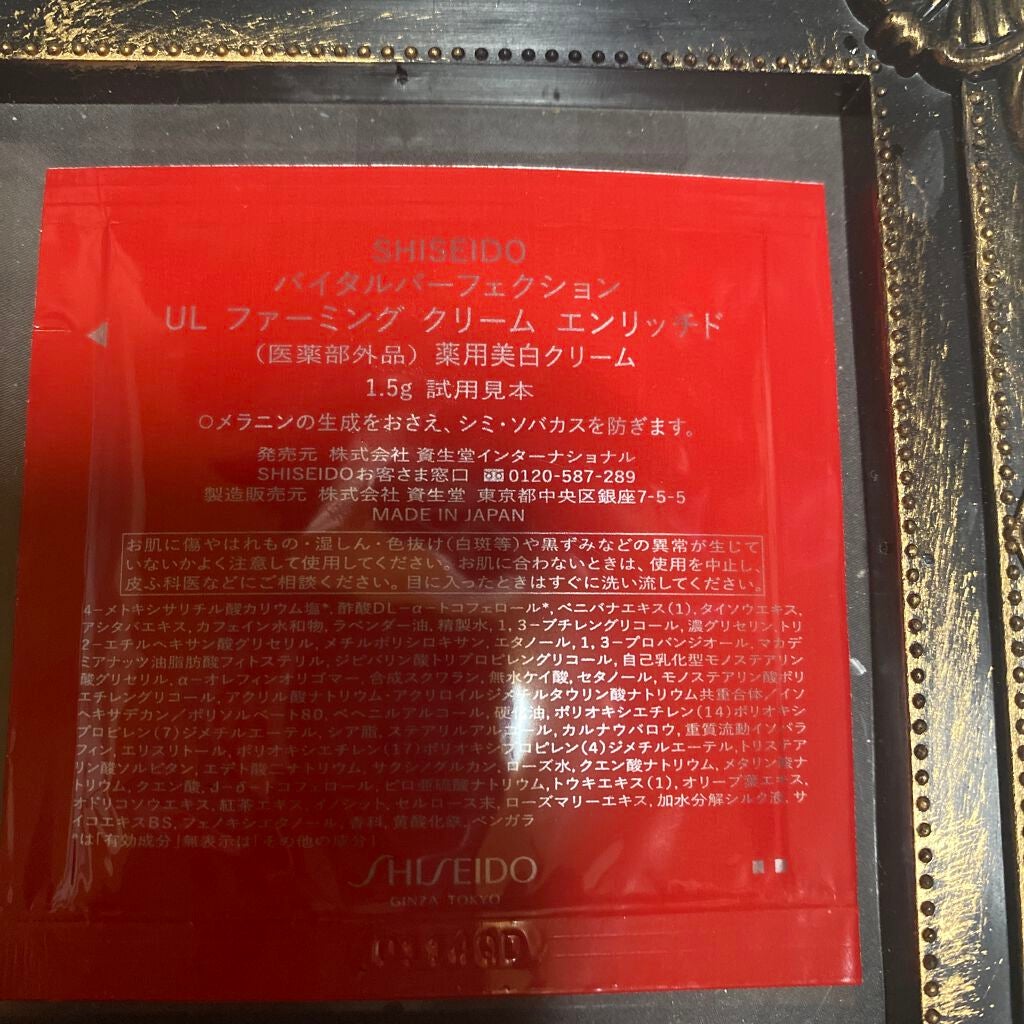 SHISEIDO
バイタルパーフェクション
UL ファーミング クリーム エンリッチド
(医薬部外品) 薬用美白クリーム
1.5g 試用見本
○メラニンの生成をおさえ、シミ・ソバカスを防ぎます。
発売元 株式会社 資生堂インターナショナル
SHISEIDOお客さま窓口 0120-587-289
製造販売元 株式会社 資生堂 東京都中央区銀座7-5-5
MADE IN JAPAN
お肌に傷やはれもの・湿しん・色抜け(白斑等)や黒ずみなどの異常が生じて
いないかよく注意して使用してください。お肌に合わないときは、使用を中止し、
皮ふ科医などにご相談ください。目に入ったときはすぐに洗い流してください。
4-メトキシサリチル酸カリウム塩*, 酢酸DL-α-トコフェロール*, ベニバナエキス(1), タイソウエキス,
アシタバエキス, カフェイン水和物, ラベンダー油, 精製水, 1, 3-ブチレングリコール, 濃グリセリン, トリ
2-エチルヘキサン酸グリセリル, メチルポリシロキサン, エタノール, 1, 3-プロパンジオール, マカデ
ミアナッツ油脂肪酸フィトステリル, ジピバリン酸トリプロピレングリコール, 自己乳化型モノステアリン
酸グリセリル, α-オレフィンオリゴマー, 合成スクワラン, 無水ケイ酸, セタノール, モノステアリン酸ポリ
エチレングリコール, アクリル酸ナトリウム・アクリロイルジメチルタウリン酸ナトリウム共重合体/イソ
ヘキサデカン/ポリソルベート80, ベヘニルアルコール, 硬化油, ポリオキシエチレン(14)ポリオキシ
プロピレン(7)ジメチルエーテル, シア脂, ステアリルアルコール, カルナウバロウ, 重質流動イソパラ
フィン, エリスリトール, ポリオキシエチレン(17)ポリオキシプロピレン(4)ジメチルエーテル, トリステア
リン酸ソルビタン, エデト酸二ナトリウム, サクシノグルカン, ローズ水, クエン酸ナトリウム, メタリン酸ナ
トリウム, クエン酸, d-δ-トコフェロール, ピロ亜硫酸ナトリウム, トウキエキス(1), オリーブ葉エキス,
オドリコソウエキス, 紅茶エキス, イノシット, セルロース末, ローズマリーエキス, 加水分解シルク液, サ
イコエキスBS, フェノキシエタノール, 香料, 黄酸化鉄, ベンガラ
*は「有効成分」無表示は「その他の成分」
SHISEIDO
GINZA TOKYO